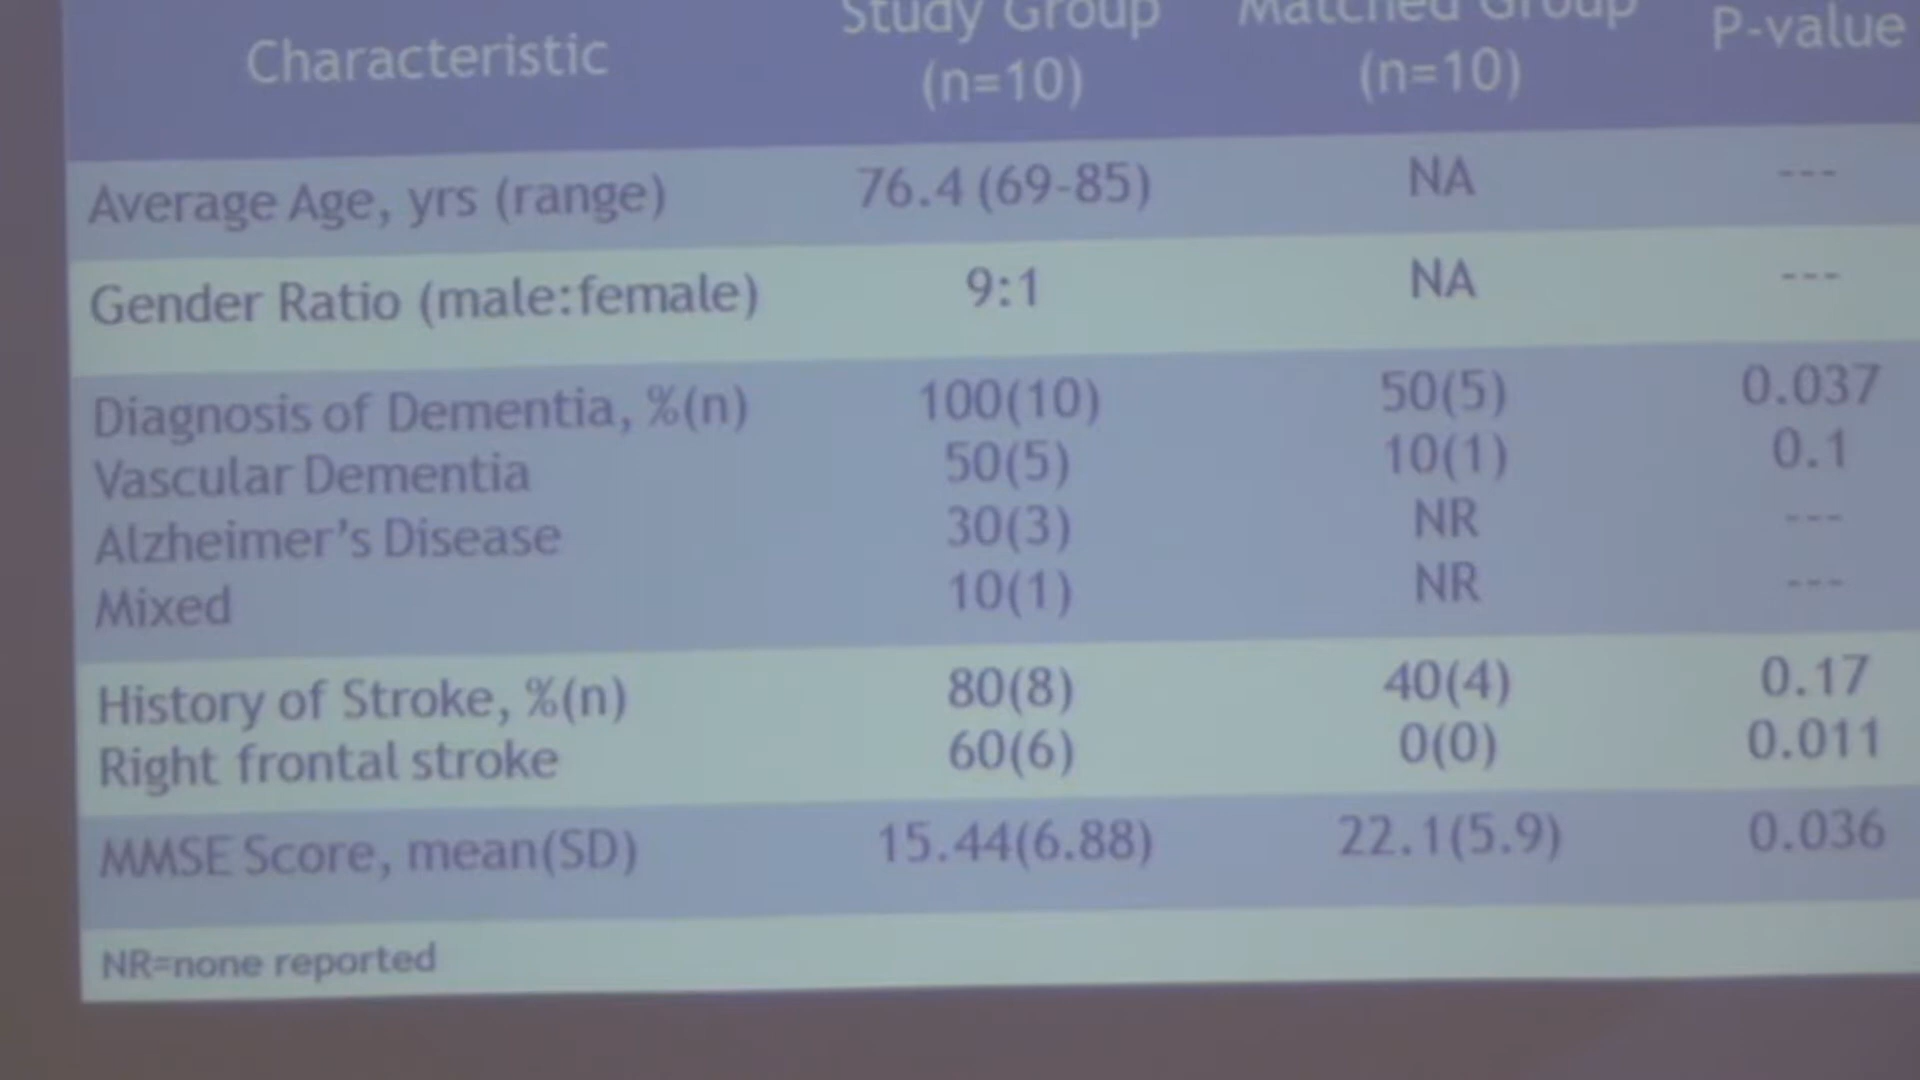 Characteristic Study Group (n=10) Matched Group (n=10) P-value
Average Age, yrs (range) 76.4 (69-85) NA ---
Gender Ratio (male:female) 9:1 NA ---
Diagnosis of Dementia, %(n) 100(10) 50(5) 0.037
Vascular Dementia 50(5) 10(1) 0.1
Alzheimer's Disease 30(3) NR ---
Mixed 10(1) NR ---
History of Stroke, %(n) 80(8) 40(4) 0.17
Right frontal stroke 60(6) 0(0) 0.011
MMSE Score, mean(SD) 15.44(6.88) 22.1(5.9) 0.036
NR=none reported